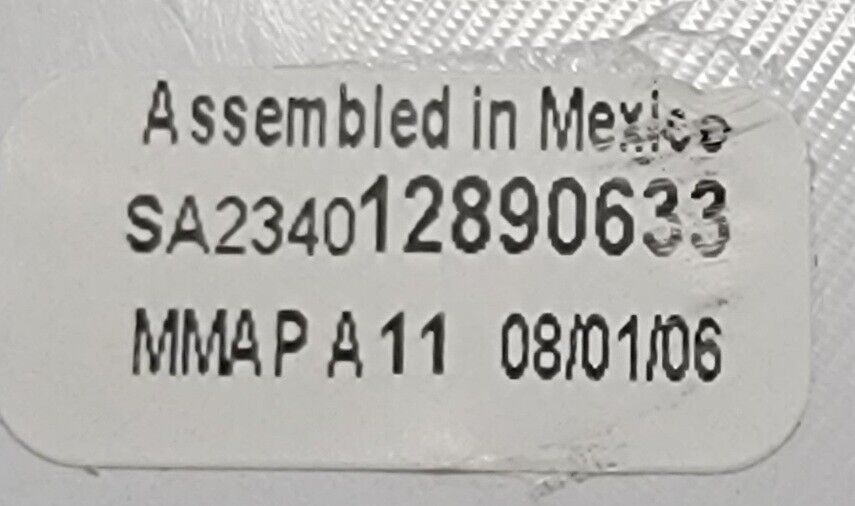 Assembled in Mexico
SA234012890633
MMAP A11 08/01/06